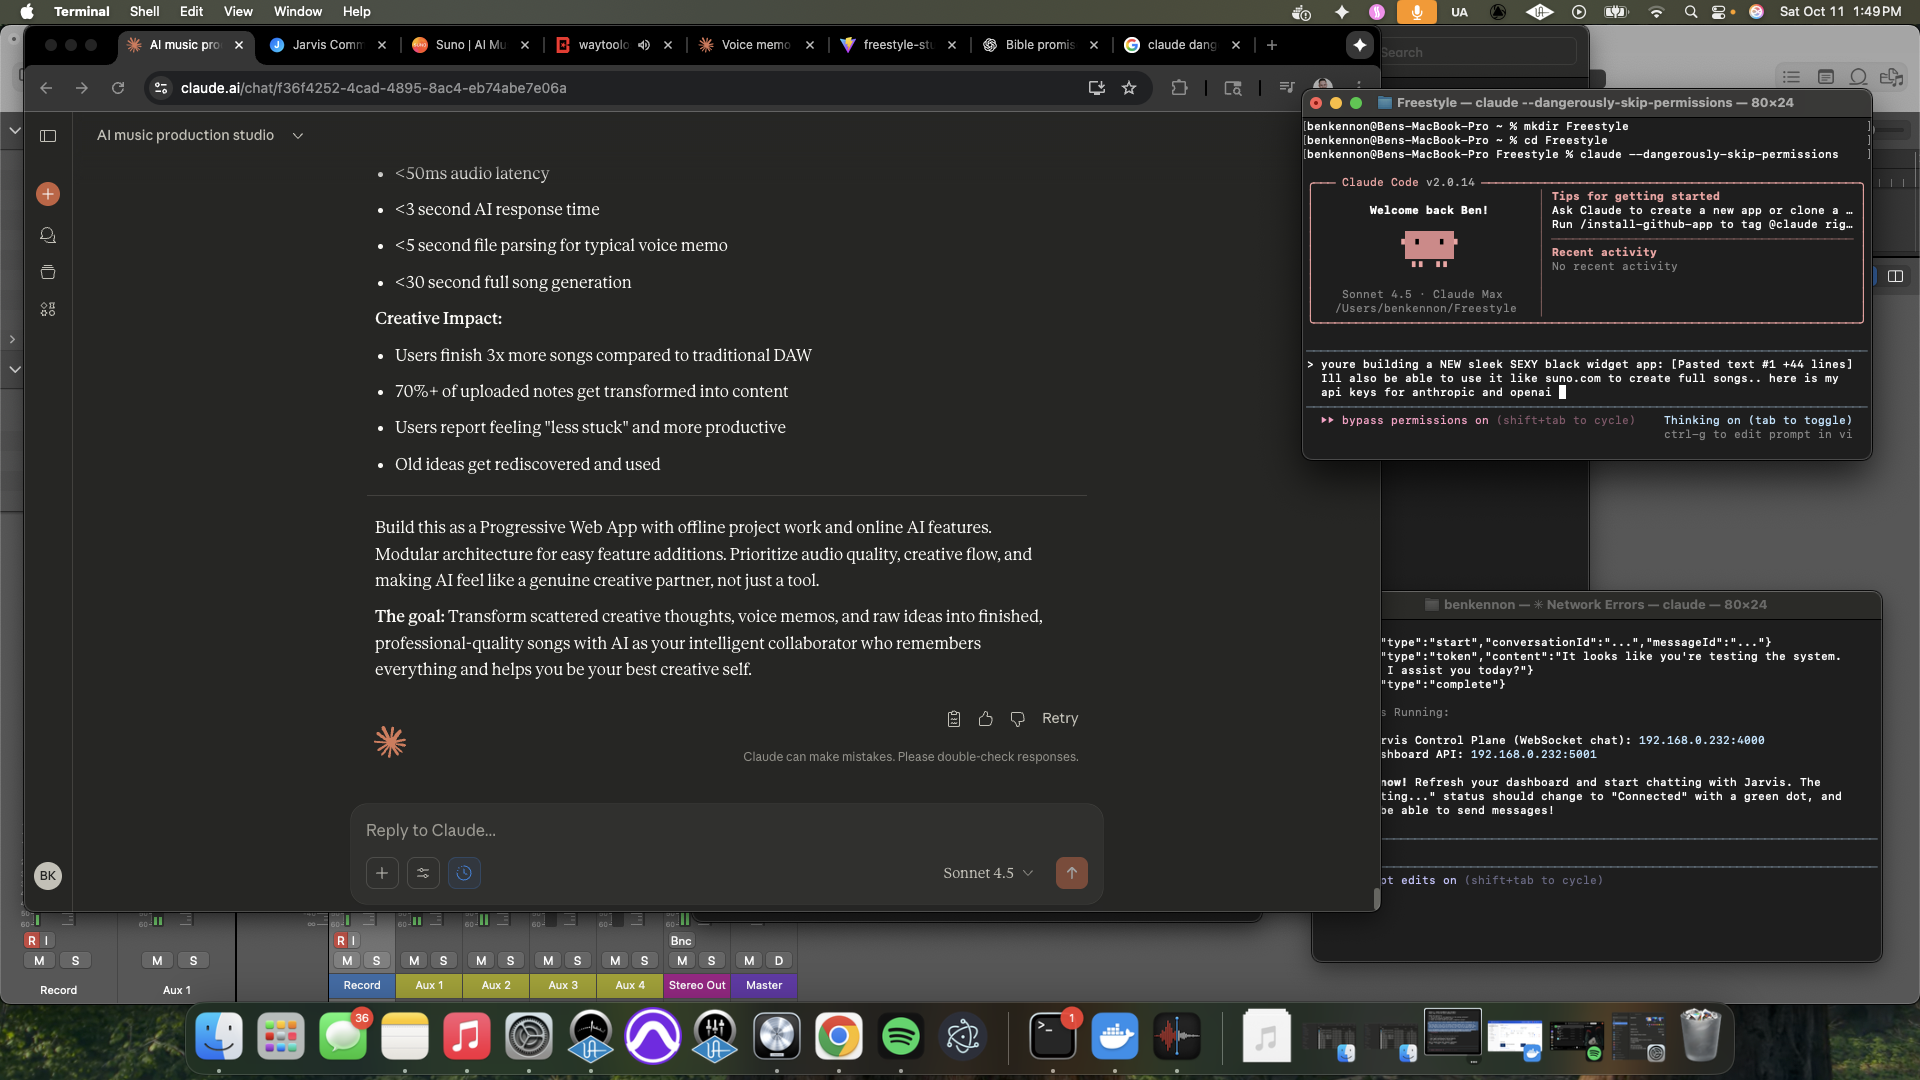 Terminal Shell Edit View Window Help
UA Sat Oct 11 1:49 PM
AI music pro
Jarvis Comm
Suno | AI Mu
waytoolo
Voice memo
freestyle-stu
Bible promis
claude dang
Search
claude.ai/chat/f36f4252-4cad-4895-8ac4-eb74abe7e06a
AI music production studio
<50ms audio latency
<3 second AI response time
<5 second file parsing for typical voice memo
<30 second full song generation
Creative Impact:
Users finish 3x more songs compared to traditional DAW
70%+ of uploaded notes get transformed into content
Users report feeling "less stuck" and more productive
Old ideas get rediscovered and used
Build this as a Progressive Web App with offline project work and online AI features.
Modular architecture for easy feature additions. Prioritize audio quality, creative flow, and
making AI feel like a genuine creative partner, not just a tool.
The goal: Transform scattered creative thoughts, voice memos, and raw ideas into finished,
professional-quality songs with AI as your intelligent collaborator who remembers
everything and helps you be your best creative self.
Retry
Claude can make mistakes. Please double-check responses.
Reply to Claude...
Sonnet 4.5
BK
Freestyle — claude --dangerously-skip-permissions — 80×24
[benkennon@Bens-MacBook-Pro ~ % mkdir Freestyle ]
[benkennon@Bens-MacBook-Pro ~ % cd Freestyle ]
[benkennon@Bens-MacBook-Pro Freestyle % claude --dangerously-skip-permissions ]
Claude Code v2.0.14
Welcome back Ben!
Sonnet 4.5 · Claude Max
/Users/benkennon/Freestyle
Tips for getting started
Ask Claude to create a new app or clone a …
Run /install-github-app to tag @claude rig…
Recent activity
No recent activity
> youre building a NEW sleek SEXY black widget app: [Pasted text #1 +44 lines]
Ill also be able to use it like suno.com to create full songs.. here is my
api keys for anthropic and openai
bypass permissions on (shift+tab to cycle) Thinking on (tab to toggle)
ctrl-g to edit prompt in vi
benkennon — ✳ Network Errors — claude — 80×24
"type":"start","conversationId":"...","messageId":"..."}
"type":"token","content":"It looks like you're testing the system.
I assist you today?"}
"type":"complete"}
s Running:
rvis Control Plane (WebSocket chat): 192.168.0.232:4000
shboard API: 192.168.0.232:5001
now! Refresh your dashboard and start chatting with Jarvis. The
ting..." status should change to "Connected" with a green dot, and
be able to send messages!
pt edits on (shift+tab to cycle)
R I
M S
Record
M S
Aux 1
R I
M S
Record
M S
Aux 1
M S
Aux 2
M S
Aux 3
M S
Aux 4
Bnc
M S
Stereo Out
M D
Master
36
1